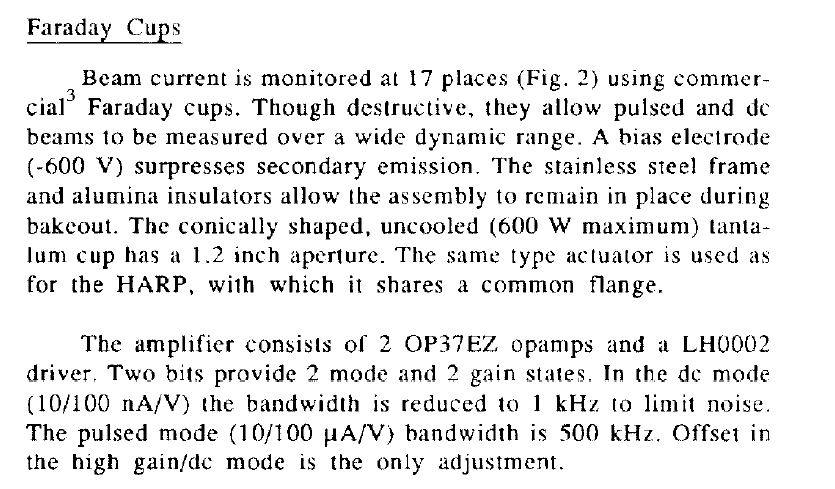 Faraday Cups
Beam current is monitored at 17 places (Fig. 2) using commer-
cial3 Faraday cups. Though destructive, they allow pulsed and dc
beams to be measured over a wide dynamic range. A bias electrode
(-600 V) surpresses secondary emission. The stainless steel frame
and alumina insulators allow the assembly to remain in place during
bakeout. The conically shaped, uncooled (600 W maximum) tanta-
lum cup has a 1.2 inch aperture. The same type actuator is used as
for the HARP, with which it shares a common flange.
The amplifier consists of 2 OP37EZ opamps and a LH0002
driver. Two bits provide 2 mode and 2 gain states. In the dc mode
(10/100 nA/V) the bandwidth is reduced to 1 kHz to limit noise.
The pulsed mode (10/100 µA/V) bandwidth is 500 kHz. Offset in
the high gain/dc mode is the only adjustment.